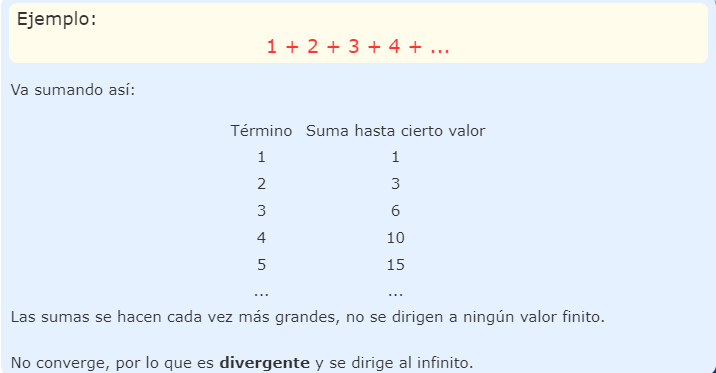 Ejemplo:
1 + 2 + 3 + 4 + ...
Va sumando así:
Término Suma hasta cierto valor
1 1
2 3
3 6
4 10
5 15
... ...
Las sumas se hacen cada vez más grandes, no se dirigen a ningún valor finito.
No converge, por lo que es divergente y se dirige al infinito.